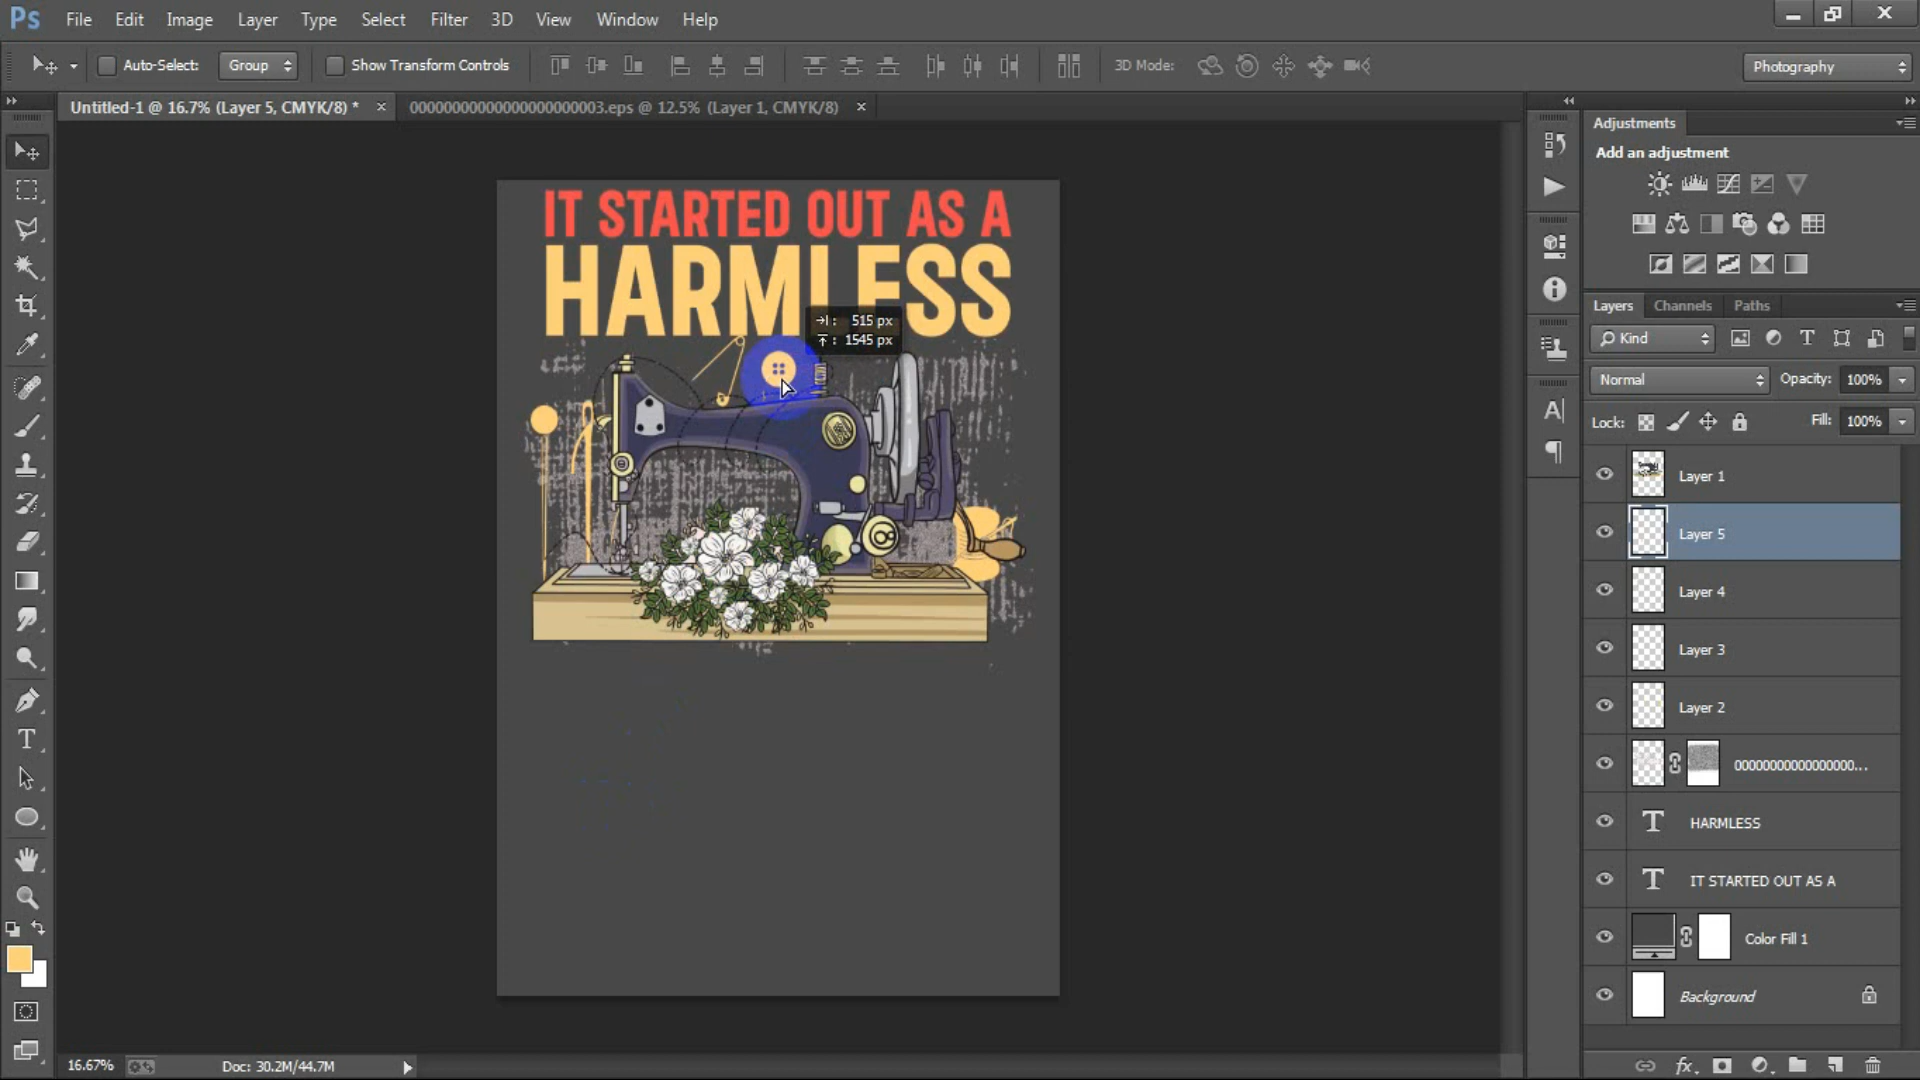 Ps File Edit Image Layer Type Select Filter 3D View Window Help
Auto-Select: Group Show Transform Controls 3D Mode: Photography
Untitled-1 @ 16.7% (Layer 5, CMYK/8) * × 00000000000000000000003.eps @ 12.5% (Layer 1, CMYK/8) ×
Adjustments
Add an adjustment
IT STARTED OUT AS A
HARMLESS
515 px
1545 px
Layers Channels Paths
Kind
Normal Opacity: 100%
Lock: Fill: 100%
Layer 1
Layer 5
Layer 4
Layer 3
Layer 2
00000000000000000...
HARMLESS
IT STARTED OUT AS A
Color Fill 1
Background
16.67% Doc: 30.2M/44.7M